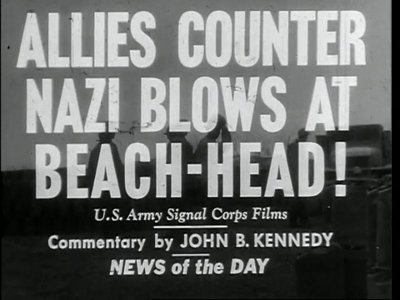 ALLIES COUNTER
NAZI BLOWS AT
BEACH-HEAD!
U.S. Army Signal Corps Films
Commentary by JOHN B. KENNEDY
NEWS of the DAY